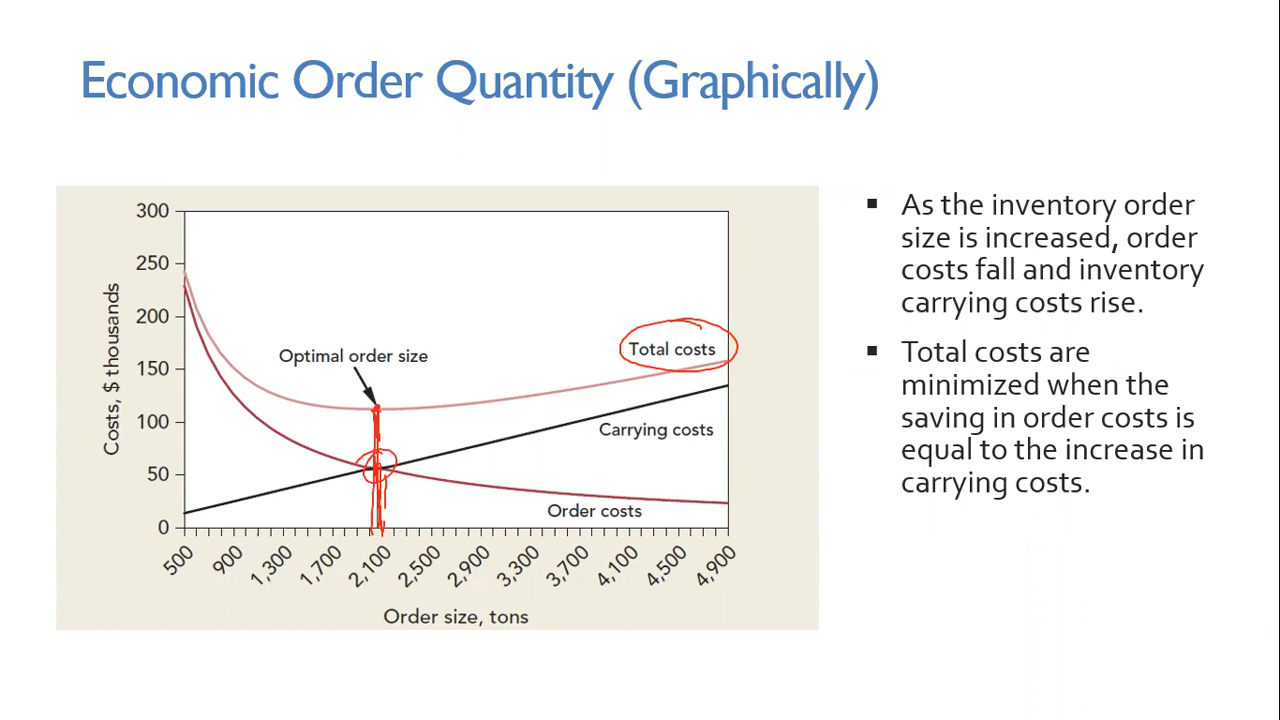 Economic Order Quantity (Graphically)
300
250
200
150
100
50
0
Costs, $ thousands
Optimal order size
Total costs
Carrying costs
Order costs
500
900
1,300
1,700
2,100
2,500
2,900
3,300
3,700
4,100
4,500
4,900
Order size, tons
▪ As the inventory order
size is increased, order
costs fall and inventory
carrying costs rise.
▪ Total costs are
minimized when the
saving in order costs is
equal to the increase in
carrying costs.